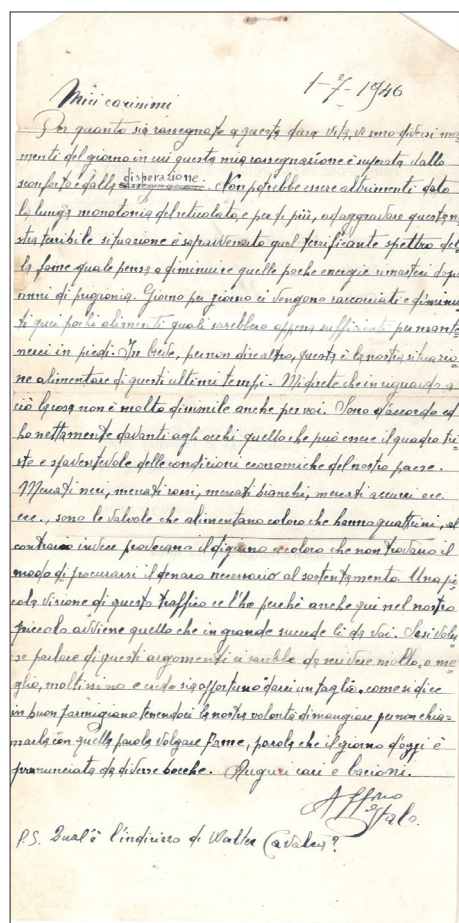 1-7-1946
Miei carissimi
Per quanto sia rassegnato a questa dura vita, vi sono diversi mo=
menti del giorno in cui questa mia rassegnazione è superata dallo
sconforto e dalla disperazione. Non potrebbe essere altrimenti dato
la lunga monotonia del reticolato, e per di più, ad aggravare questa no=
stra terribile situazione è sopravvenuto quel terrificante spettro del=
la fame quale pensa a diminuire quelle poche energie rimasteci dopo
anni di prigionia. Giorno per giorno ci vengono raccorciati e diminui=
ti quei pochi alimenti quali sarebbero appena sufficienti per mante=
nerci in piedi. In breve, per non dire altro, questa è la nostra situazio=
ne alimentare di questi ultimi tempi. Mi direte che in riguardo a
ciò la cosa non è molto dissimile anche per voi. Sono d'accordo ed
ho nettamente davanti agli occhi quello che può essere il quadro tri=
ste e spaventevole delle condizioni economiche del nostro paese.
Mercati neri, mercati rossi, mercati bianchi, mercati azzurri ecc.
ecc., sono le valvole che alimentano coloro che hanno quattrini, al
contrario invece provocano il digiuno a coloro che non trovano il
modo di procurarsi il denaro necessario al sostentamento. Una pic=
cola visione di questo traffico ce l'ho perchè anche qui nel nostro
piccolo avviene quello che in grande succede lì da voi. Se si voles=
se parlare di questi argomenti ci sarebbe da scrivere molto, o me=
glio, moltissimo e credo sia opportuno darci un taglio, come si dice
in buon parmigiano tenendoci la nostra volontà di mangiare per non chia=
marla con quella parola volgare fame, parola che il giorno d'oggi è
pronunciata da diverse bocche. Auguri cari e bacioni.
Aff.mo
Italo
P.S. Qual'è l'indirizzo di Walter Cavalca?